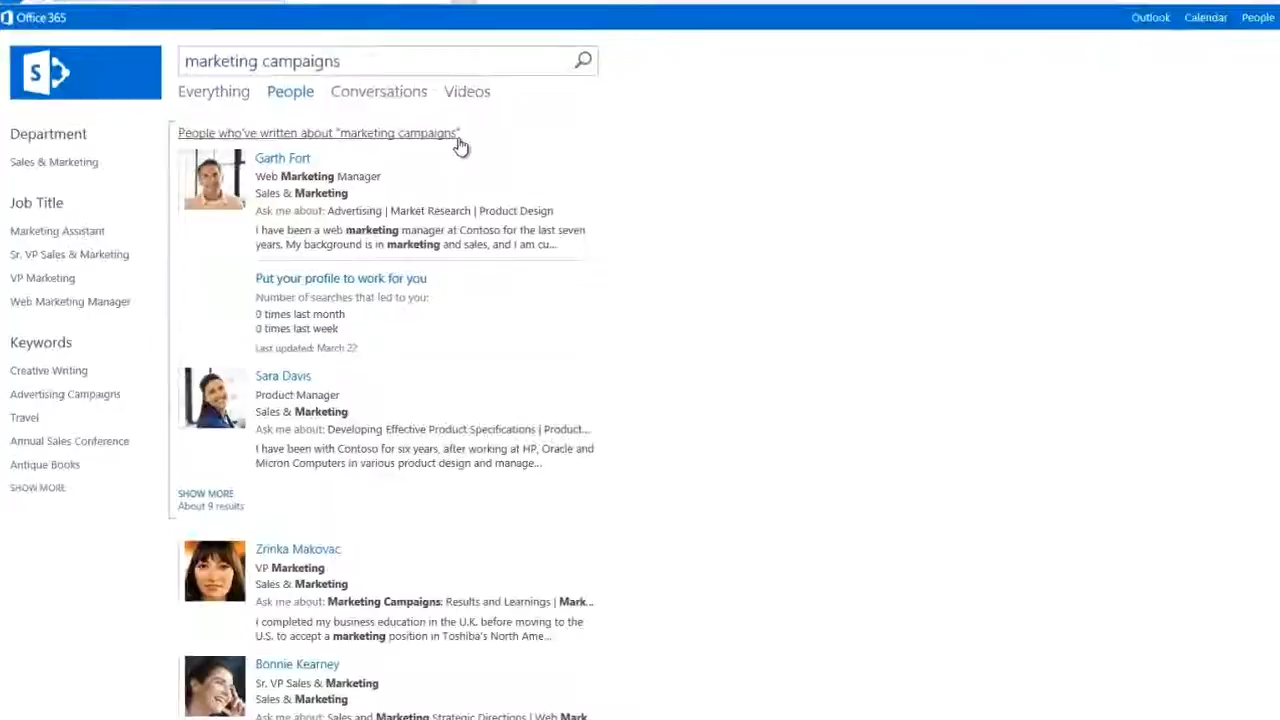 Office 365
Outlook Calendar People
S
marketing campaigns
Everything People Conversations Videos
Department
Sales & Marketing
Job Title
Marketing Assistant
Sr. VP Sales & Marketing
VP Marketing
Web Marketing Manager
Keywords
Creative Writing
Advertising Campaigns
Travel
Annual Sales Conference
Antique Books
SHOW MORE
People who've written about "marketing campaigns"
Garth Fort
Web Marketing Manager
Sales & Marketing
Ask me about: Advertising | Market Research | Product Design
I have been a web marketing manager at Contoso for the last seven
years. My background is in marketing and sales, and I am cu...
Put your profile to work for you
Number of searches that led to you:
0 times last month
0 times last week
Last updated: March 22
Sara Davis
Product Manager
Sales & Marketing
Ask me about: Developing Effective Product Specifications | Product...
I have been with Contoso for six years, after working at HP, Oracle and
Micron Computers in various product design and manage...
SHOW MORE
About 9 results
Zrinka Makovac
VP Marketing
Sales & Marketing
Ask me about: Marketing Campaigns: Results and Learnings | Mark...
I completed my business education in the U.K. before moving to the
U.S. to accept a marketing position in Toshiba's North Ame...
Bonnie Kearney
Sr. VP Sales & Marketing
Sales & Marketing
Ask me about: Sales and Marketing Strategic Directions | Web Mark...